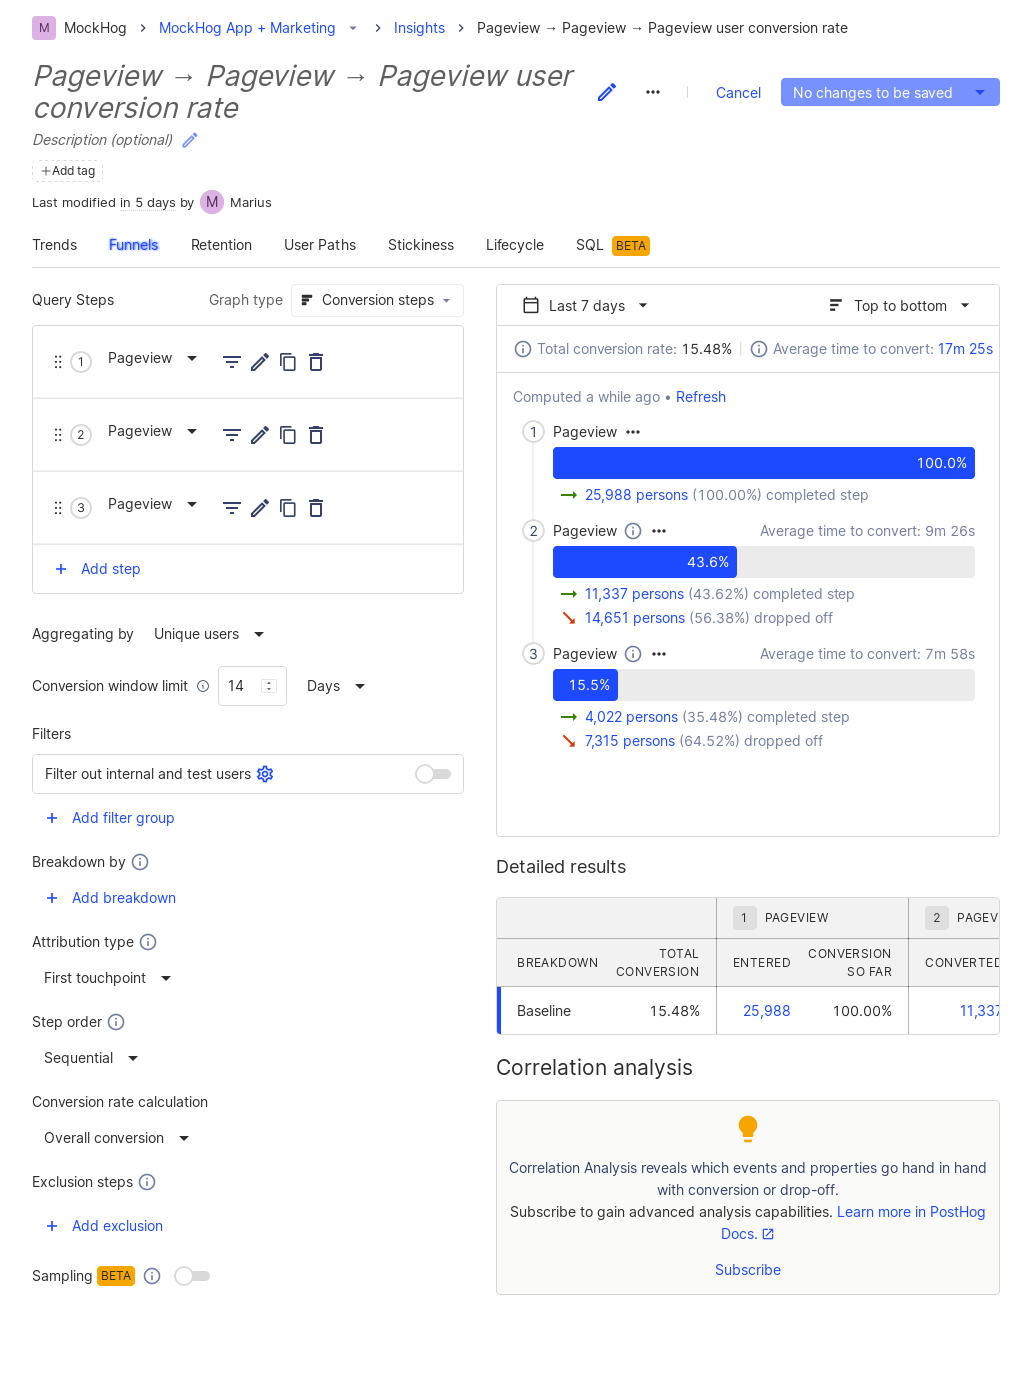 M MockHog MockHog App + Marketing Insights Pageview → Pageview → Pageview user conversion rate
Pageview → Pageview → Pageview user
conversion rate
Cancel
No changes to be saved
Description (optional)
Add tag
Last modified in 5 days by M Marius
Trends Funnels Retention User Paths Stickiness Lifecycle SQL BETA
Query Steps
Graph type Conversion steps
1 Pageview
2 Pageview
3 Pageview
Add step
Aggregating by Unique users
Conversion window limit 14 Days
Filters
Filter out internal and test users
Add filter group
Breakdown by
Add breakdown
Attribution type
First touchpoint
Step order
Sequential
Conversion rate calculation
Overall conversion
Exclusion steps
Add exclusion
Sampling BETA
Last 7 days
Top to bottom
Total conversion rate: 15.48% Average time to convert: 17m 25s
Computed a while ago • Refresh
1 Pageview
100.0%
25,988 persons (100.00%) completed step
2 Pageview Average time to convert: 9m 26s
43.6%
11,337 persons (43.62%) completed step
14,651 persons (56.38%) dropped off
3 Pageview Average time to convert: 7m 58s
15.5%
4,022 persons (35.48%) completed step
7,315 persons (64.52%) dropped off
Detailed results
1 PAGEVIEW 2 PAGEV
BREAKDOWN TOTAL CONVERSION ENTERED CONVERSION SO FAR CONVERTED
Baseline 15.48% 25,988 100.00% 11,337
Correlation analysis
Correlation Analysis reveals which events and properties go hand in hand
with conversion or drop-off.
Subscribe to gain advanced analysis capabilities. Learn more in PostHog
Docs.
Subscribe